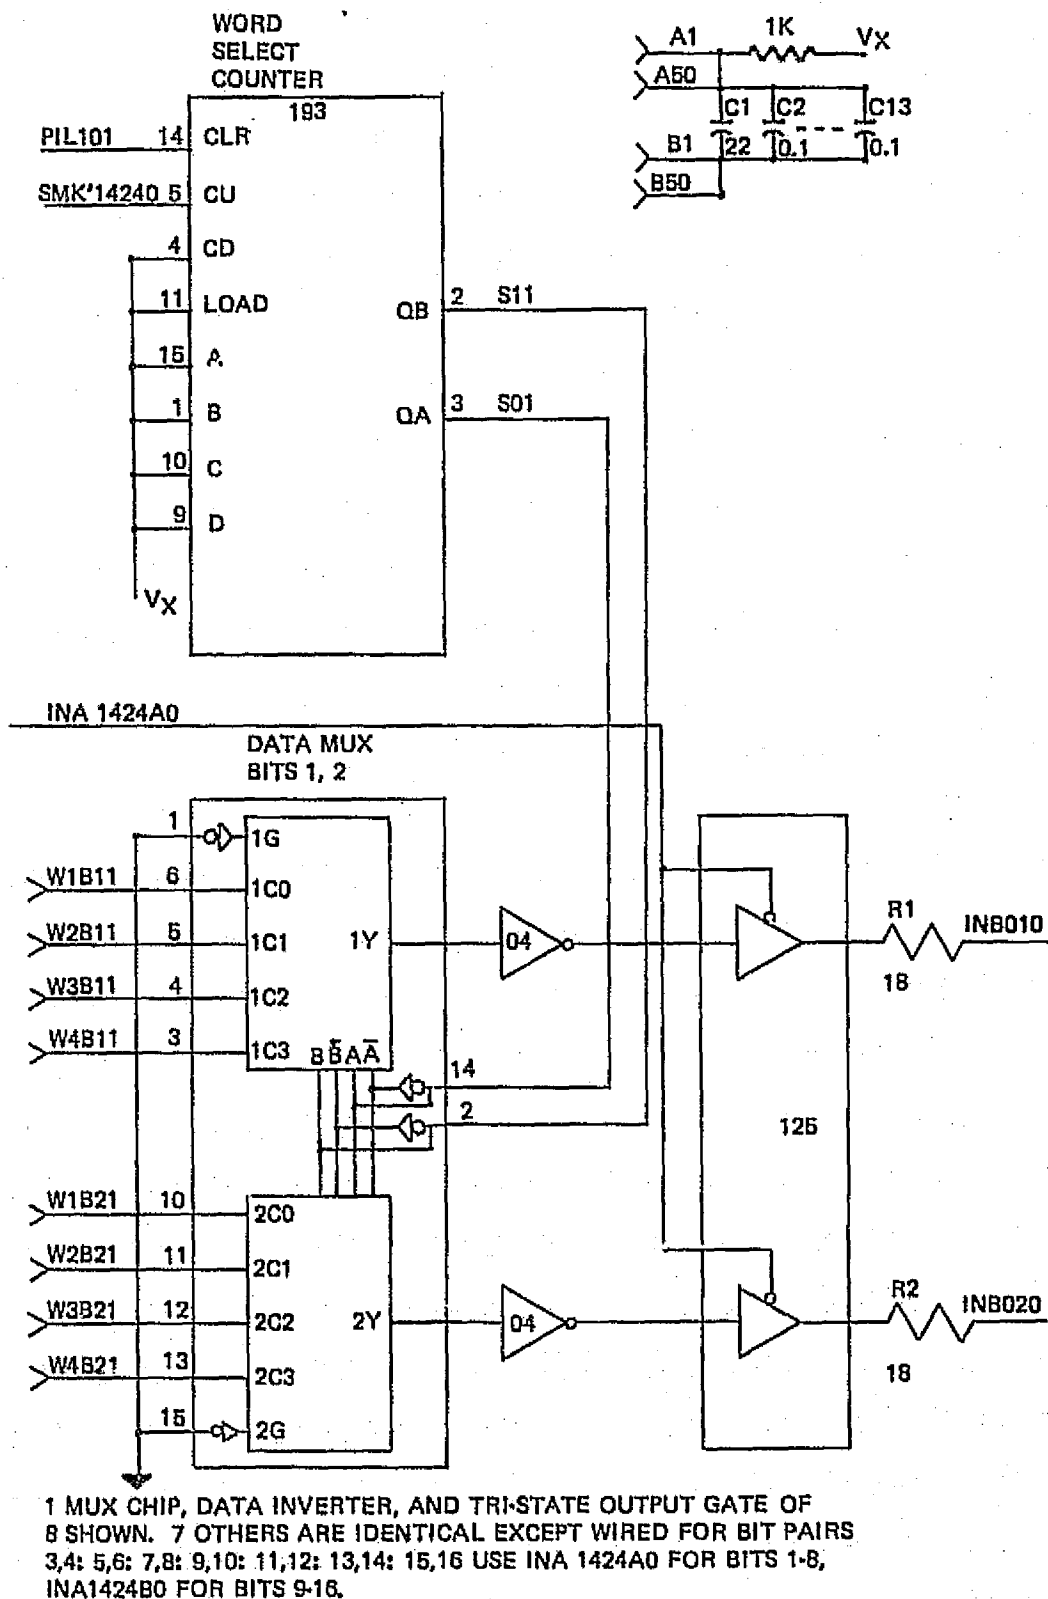 WORD
SELECT
COUNTER
193
PIL101 14 CLR
SMK'14240 5 CU
4 CD
11 LOAD
15 A
1 B
10 C
9 D
VX
QB 2 S11
QA 3 S01
A1 1K VX
A50
C1 C2 C13
B1 22 0.1 0.1
B50
INA 1424A0
DATA MUX
BITS 1, 2
1 1G
W1B11 6 1C0
W2B11 5 1C1 1Y 04
W3B11 4 1C2
W4B11 3 1C3
B B̄ A Ā
14
2
R1 INB010
18
125
W1B21 10 2C0
W2B21 11 2C1
W3B21 12 2C2 2Y 04
W4B21 13 2C3
15 2G
R2 INB020
18
1 MUX CHIP, DATA INVERTER, AND TRI-STATE OUTPUT GATE OF
8 SHOWN. 7 OTHERS ARE IDENTICAL EXCEPT WIRED FOR BIT PAIRS
3,4: 5,6: 7,8: 9,10: 11,12: 13,14: 15,16 USE INA 1424A0 FOR BITS 1-8,
INA1424B0 FOR BITS 9-16.